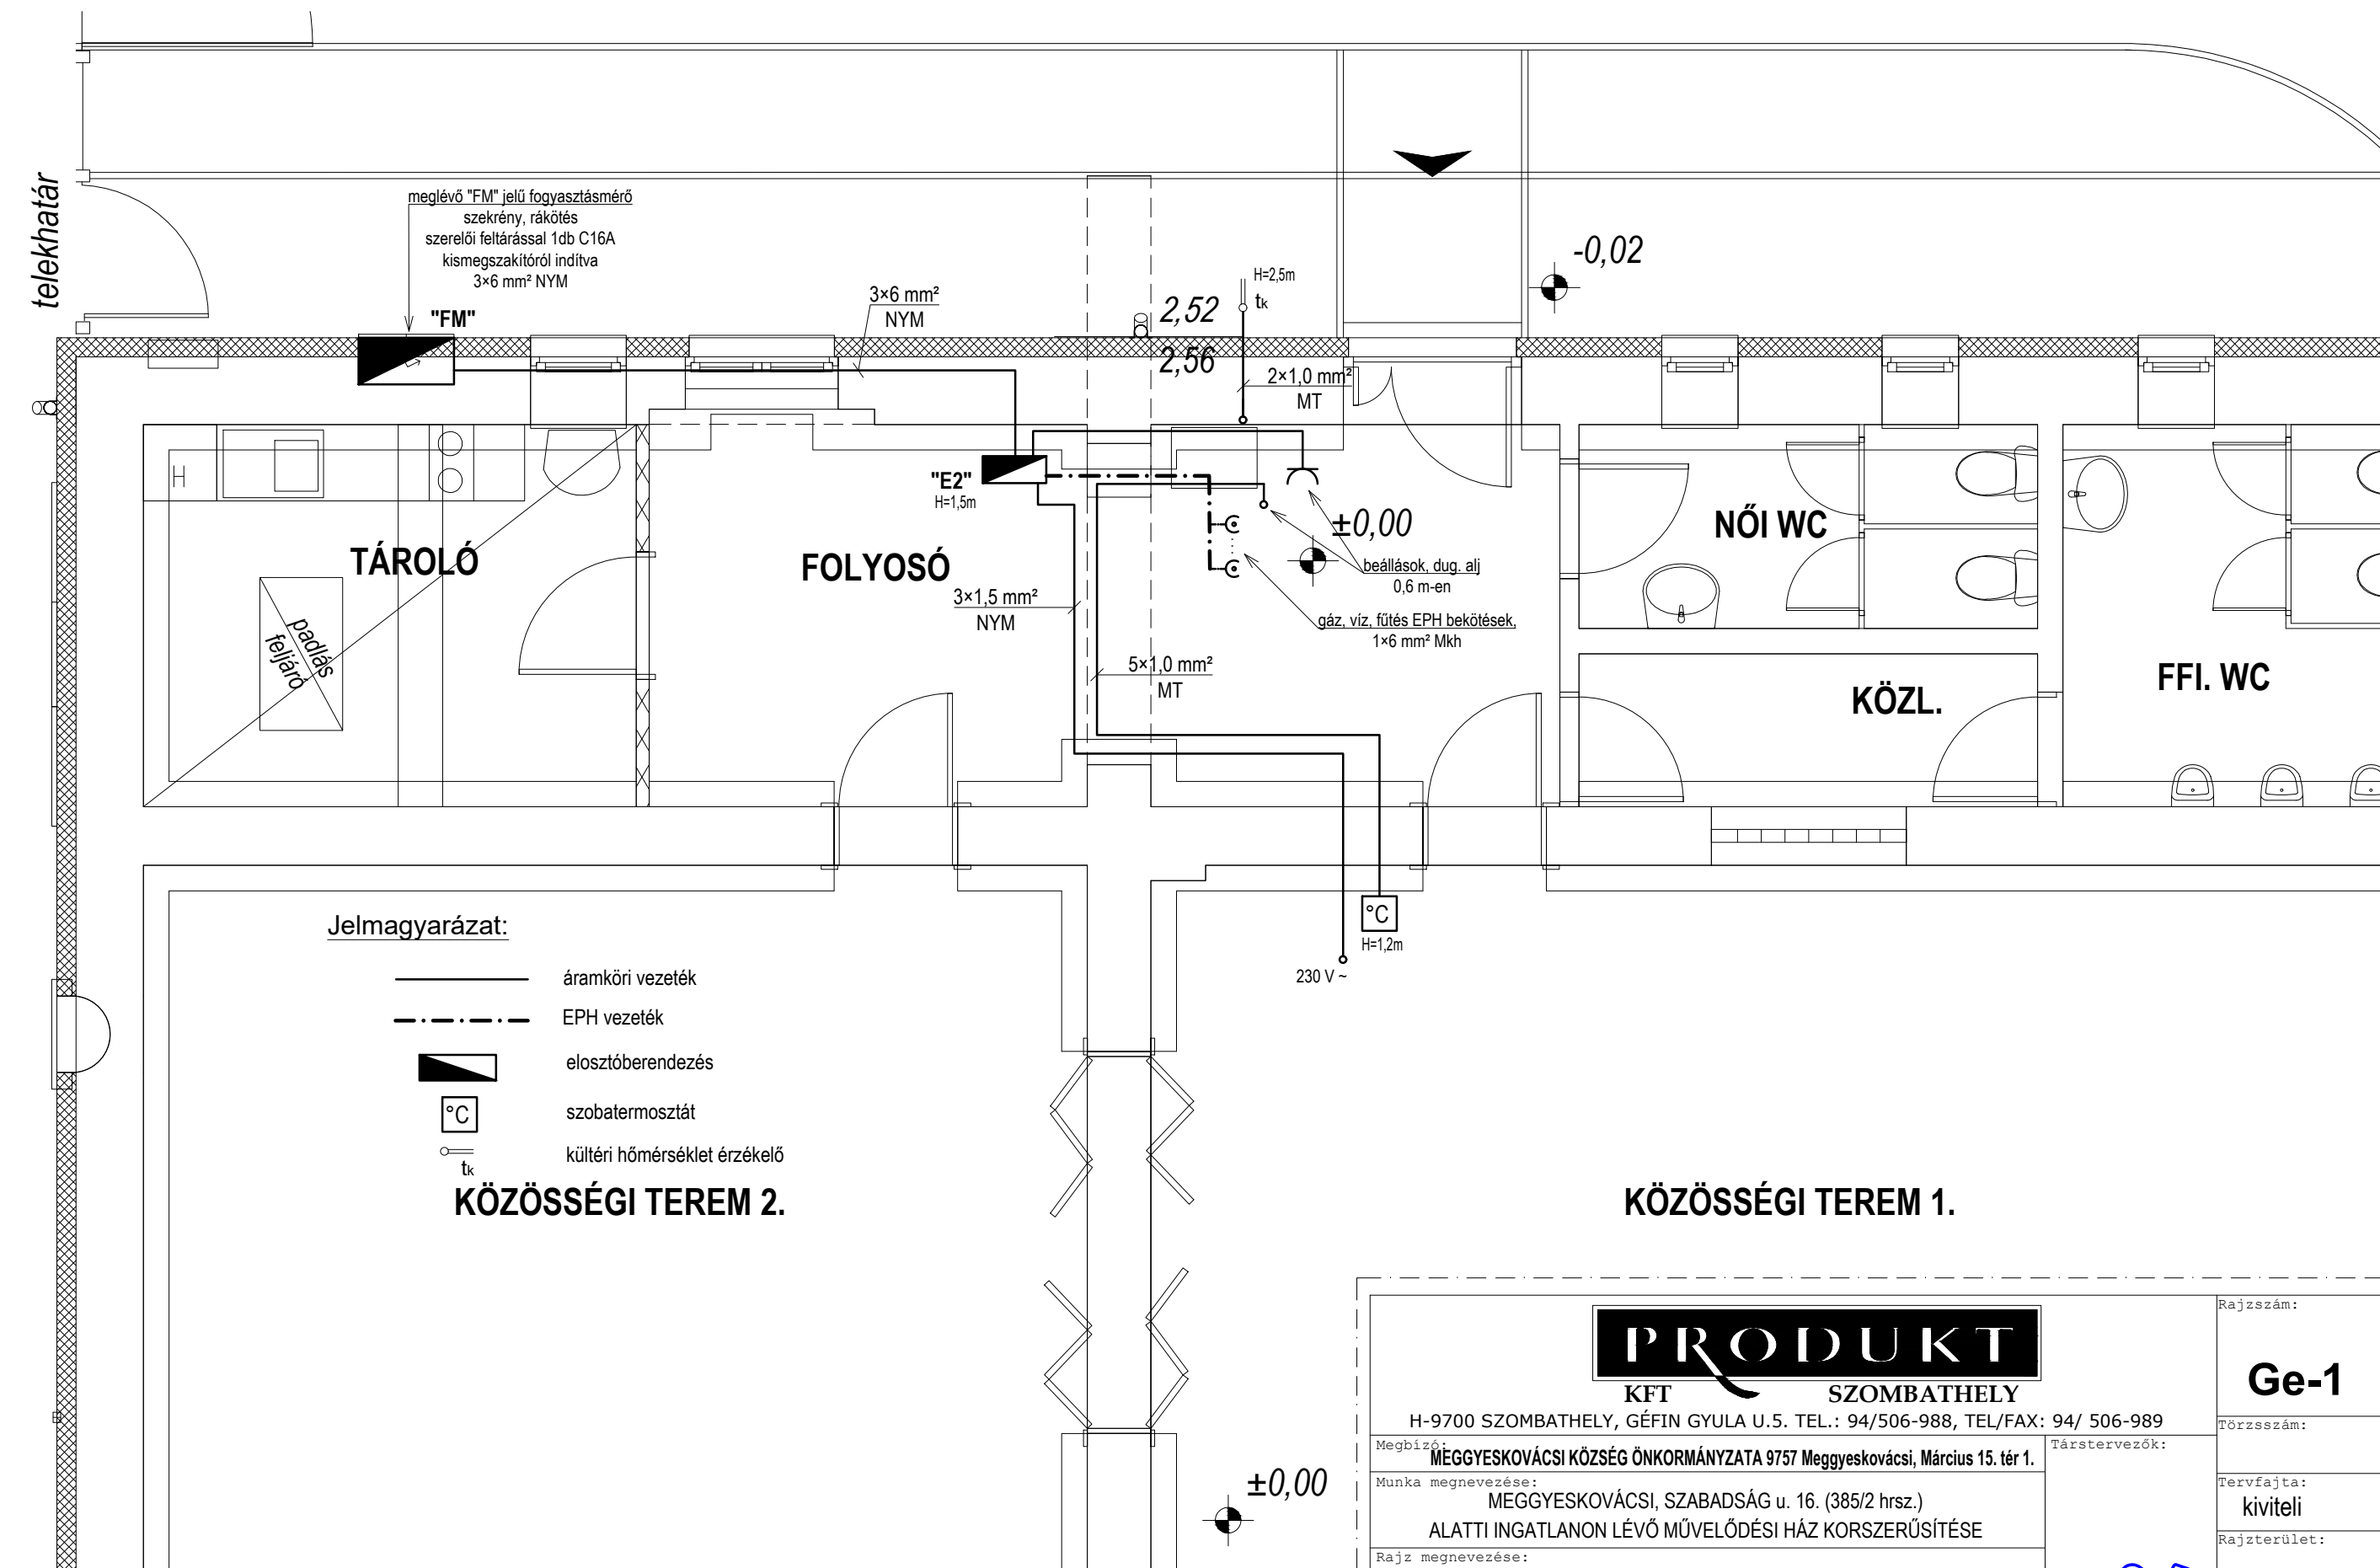 telekhatár
meglévő "FM" jelű fogyasztásmérő
szekrény, rákötés
szerelői feltárással 1db C16A
kismegszakítóról indítva
3×6 mm² NYM
"FM"
3×6 mm²
NYM
2,52
2,56
H=2,5m
tk
-0,02
2×1,0 mm²
MT
H
"E2"
H=1,5m
TÁROLÓ
FOLYOSÓ
±0,00
NŐI WC
beállások, dug. alj
0,6 m-en
3×1,5 mm²
NYM
gáz, víz, fűtés EPH bekötések,
1×6 mm² Mkh
padlás
feljáró
5×1,0 mm²
MT
KÖZL.
FFI. WC
°C
H=1,2m
230 V ~
Jelmagyarázat:
áramköri vezeték
EPH vezeték
elosztóberendezés
°C
szobatermosztát
tk
kültéri hőmérséklet érzékelő
KÖZÖSSÉGI TEREM 2.
KÖZÖSSÉGI TEREM 1.
±0,00
PRODUKT
KFT SZOMBATHELY
H-9700 SZOMBATHELY, GÉFIN GYULA U.5. TEL.: 94/506-988, TEL/FAX: 94/ 506-989
Rajzszám:
Ge-1
Törzsszám:
Megbízó:
MEGGYESKOVÁCSI KÖZSÉG ÖNKORMÁNYZATA 9757 Meggyeskovácsi, Március 15. tér 1.
Társtervezők:
Munka megnevezése:
MEGGYESKOVÁCSI, SZABADSÁG u. 16. (385/2 hrsz.)
ALATTI INGATLANON LÉVŐ MŰVELŐDÉSI HÁZ KORSZERŰSÍTÉSE
Tervfajta:
kiviteli
Rajzterület:
Rajz megnevezése: